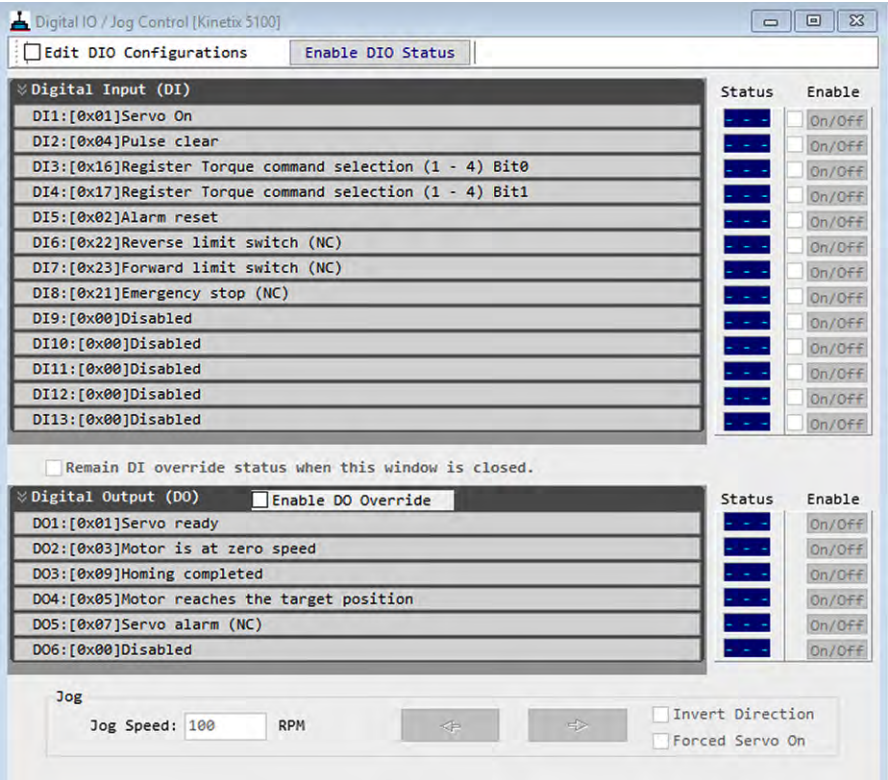 Digital IO / Jog Control [Kinetix 5100]
Edit DIO Configurations Enable DIO Status
Digital Input (DI) Status Enable
DI1:[0x01]Servo On - - - On/Off
DI2:[0x04]Pulse clear - - - On/Off
DI3:[0x16]Register Torque command selection (1 - 4) Bit0 - - - On/Off
DI4:[0x17]Register Torque command selection (1 - 4) Bit1 - - - On/Off
DI5:[0x02]Alarm reset - - - On/Off
DI6:[0x22]Reverse limit switch (NC) - - - On/Off
DI7:[0x23]Forward limit switch (NC) - - - On/Off
DI8:[0x21]Emergency stop (NC) - - - On/Off
DI9:[0x00]Disabled - - - On/Off
DI10:[0x00]Disabled - - - On/Off
DI11:[0x00]Disabled - - - On/Off
DI12:[0x00]Disabled - - - On/Off
DI13:[0x00]Disabled - - - On/Off
Remain DI override status when this window is closed.
Digital Output (DO) Enable DO Override Status Enable
DO1:[0x01]Servo ready - - - On/Off
DO2:[0x03]Motor is at zero speed - - - On/Off
DO3:[0x09]Homing completed - - - On/Off
DO4:[0x05]Motor reaches the target position - - - On/Off
DO5:[0x07]Servo alarm (NC) - - - On/Off
DO6:[0x00]Disabled - - - On/Off
Jog
Jog Speed: 100 RPM Invert Direction
Forced Servo On